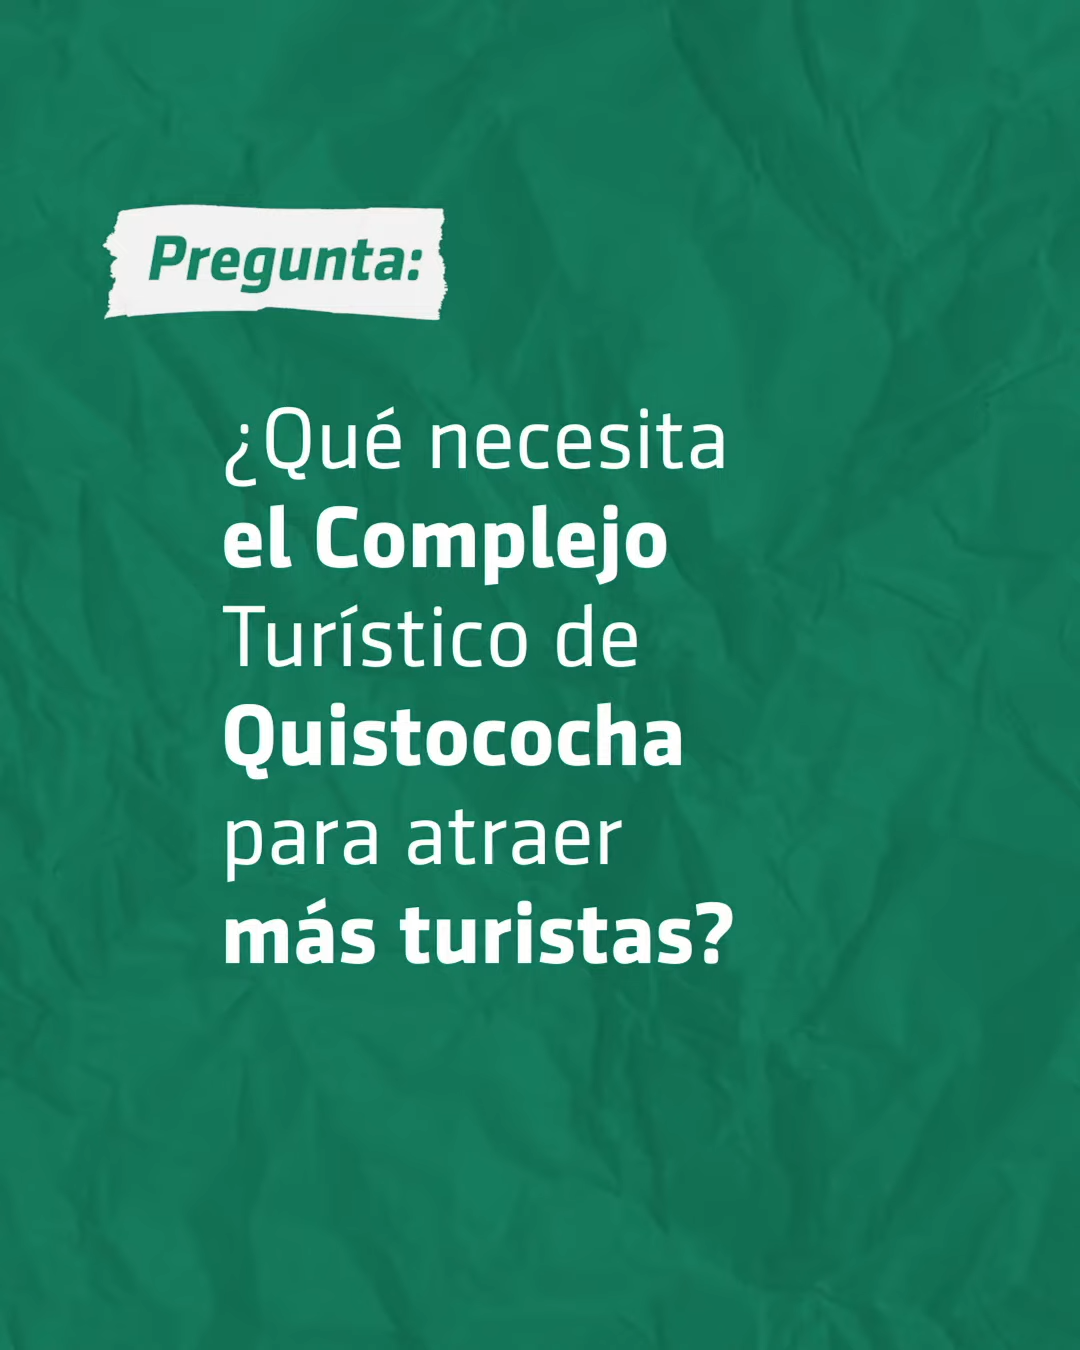 Pregunta:
¿Qué necesita
el Complejo
Turístico de
Quistococha
para atraer
más turistas?